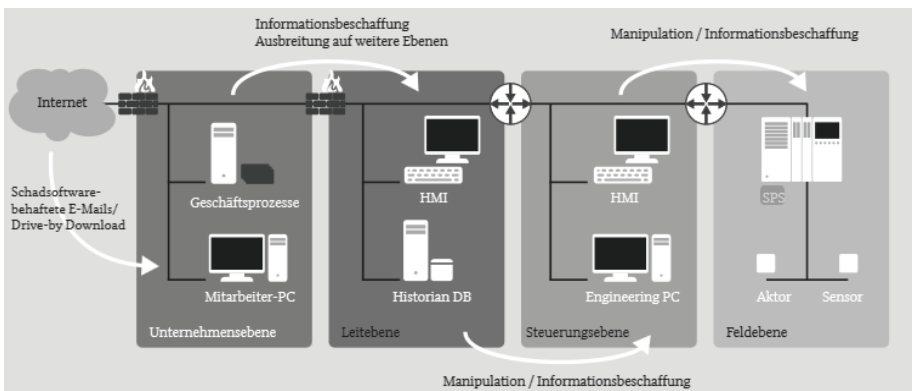 Informationsbeschaffung
Ausbreitung auf weitere Ebenen
Manipulation / Informationsbeschaffung
Internet
Schadsoftware-
behaftete E-Mails/
Drive-by Download
Geschäftsprozesse
Mitarbeiter-PC
Unternehmensebene
HMI
Historian DB
Leitebene
HMI
Engineering PC
Steuerungsebene
SPS
Aktor
Sensor
Feldebene
Manipulation / Informationsbeschaffung